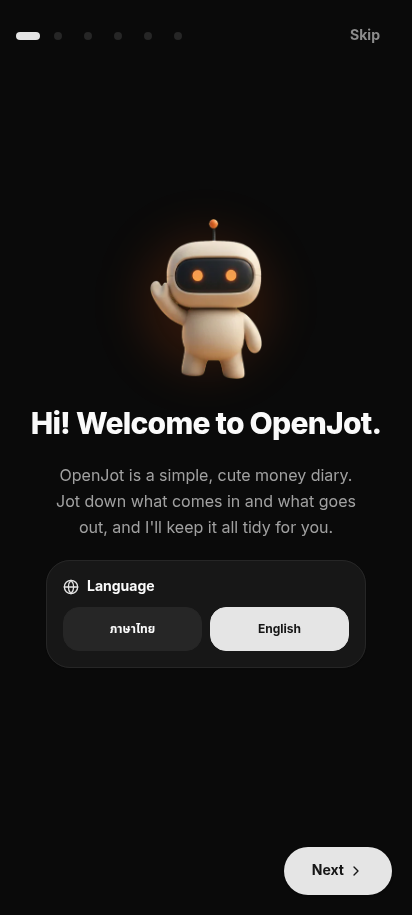 Skip
Hi! Welcome to OpenJot.
OpenJot is a simple, cute money diary.
Jot down what comes in and what goes
out, and I'll keep it all tidy for you.
Language
ภาษาไทย
English
Next